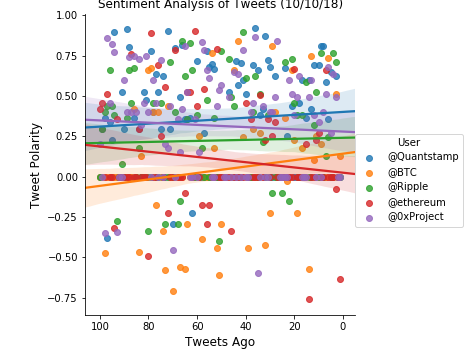 Sentiment Analysis of Tweets (10/10/18)
1.00
0.75
0.50
0.25
0.00
−0.25
−0.50
−0.75
Tweet Polarity
100
80
60
40
20
0
Tweets Ago
User
@Quantstamp
@BTC
@Ripple
@ethereum
@0xProject